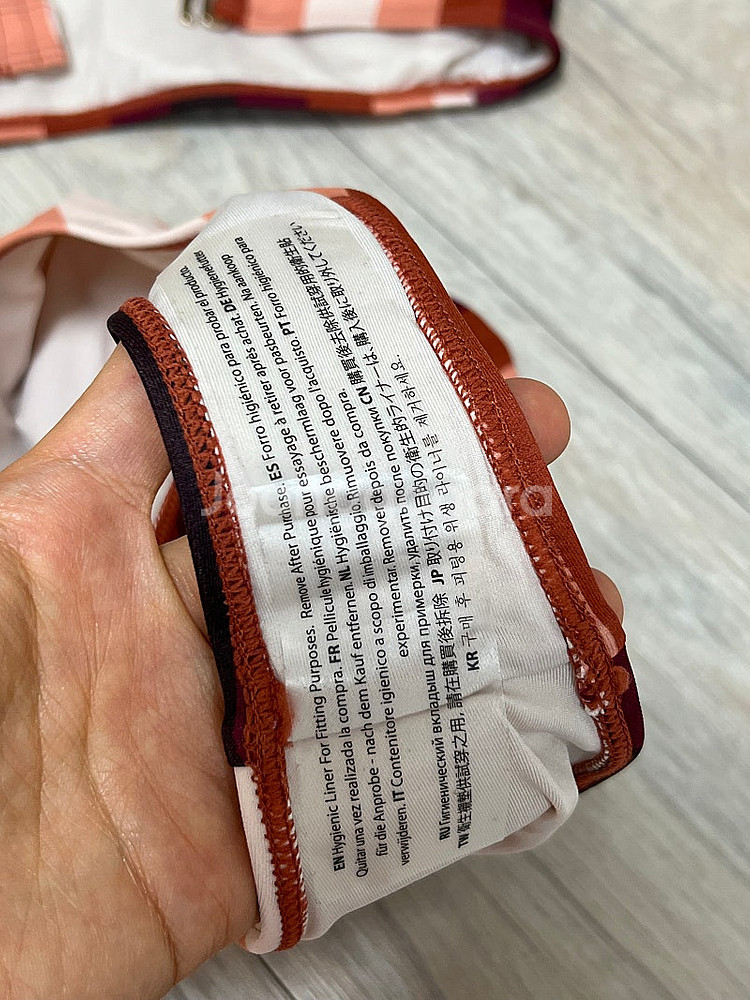 EN Hygienic Liner For Fitting Purposes. Remove After Purchase. ES Forro higiénico para probar el producto.
Quitar una vez realizada la compra. FR Pellicule hygiénique pour essayage à retirer après achat. DE Hygienefutter
für die Anprobe - nach dem Kauf entfernen. NL Hygiënische beschermlaag voor pasbeurten. Na aankoop
verwijderen. IT Contenitore igienico a scopo di imballaggio. Rimuovere dopo l'acquisto. PT Forro higiénico para
experimentar. Remover depois da compra.
RU Гигиенический вкладыш для примерки, удалить после покупки CN 購買後去除供試穿用的衛生貼
TW 衛生襯墊供試穿之用, 請在購買後拆除 JP 取り付け目的の衛生的ライナーは、購入後に取り外してください
KR 구매 후 피팅용 위생 라이너를 제거하세요.